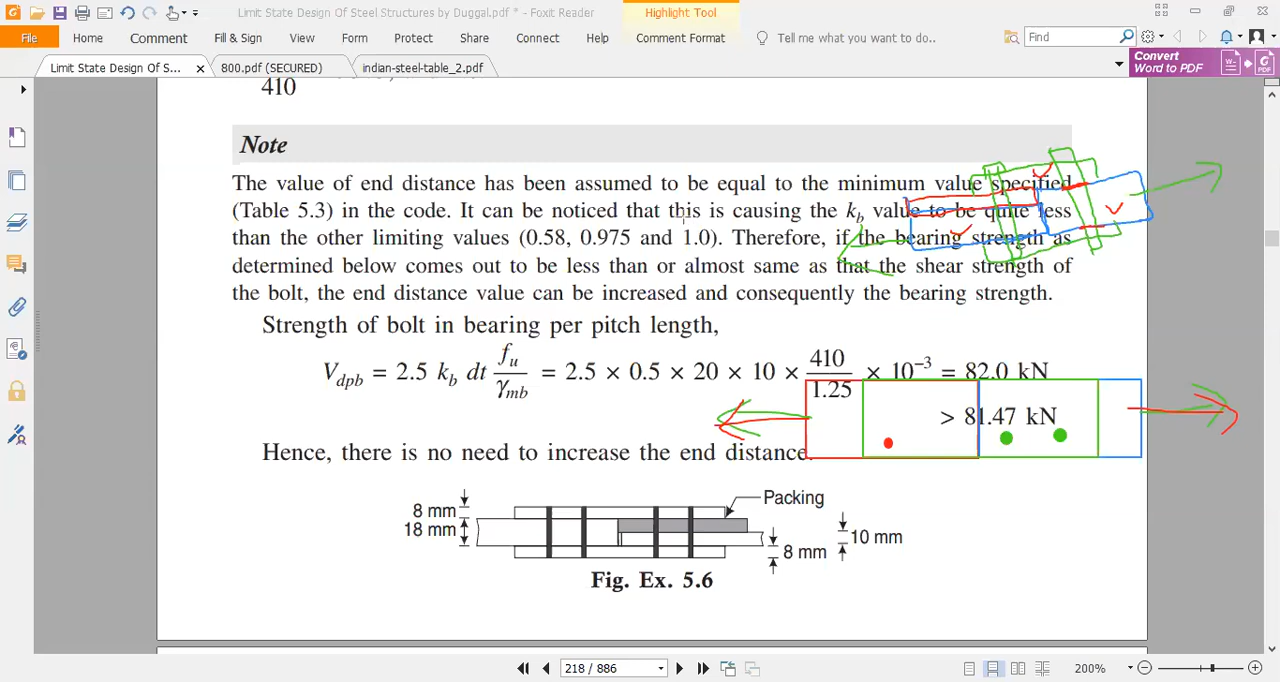 Limit State Design Of Steel Structures by Duggal.pdf * - Foxit Reader
Highlight Tool
File Home Comment Fill & Sign View Form Protect Share Connect Help Comment Format Tell me what you want to do.. Find
Limit State Design Of S... x 800.pdf (SECURED) indian-steel-table_2.pdf
Convert
Word to PDF
410
Note
The value of end distance has been assumed to be equal to the minimum value specified
(Table 5.3) in the code. It can be noticed that this is causing the kb value to be quite less
than the other limiting values (0.58, 0.975 and 1.0). Therefore, if the bearing strength as
determined below comes out to be less than or almost same as that the shear strength of
the bolt, the end distance value can be increased and consequently the bearing strength.
Strength of bolt in bearing per pitch length,
Vdpb = 2.5 kb dt fu/γmb = 2.5 × 0.5 × 20 × 10 × 410/1.25 × 10⁻³ = 82.0 kN
> 81.47 kN
Hence, there is no need to increase the end distance.
Packing
8 mm
18 mm
10 mm
8 mm
Fig. Ex. 5.6
218 / 886
200%